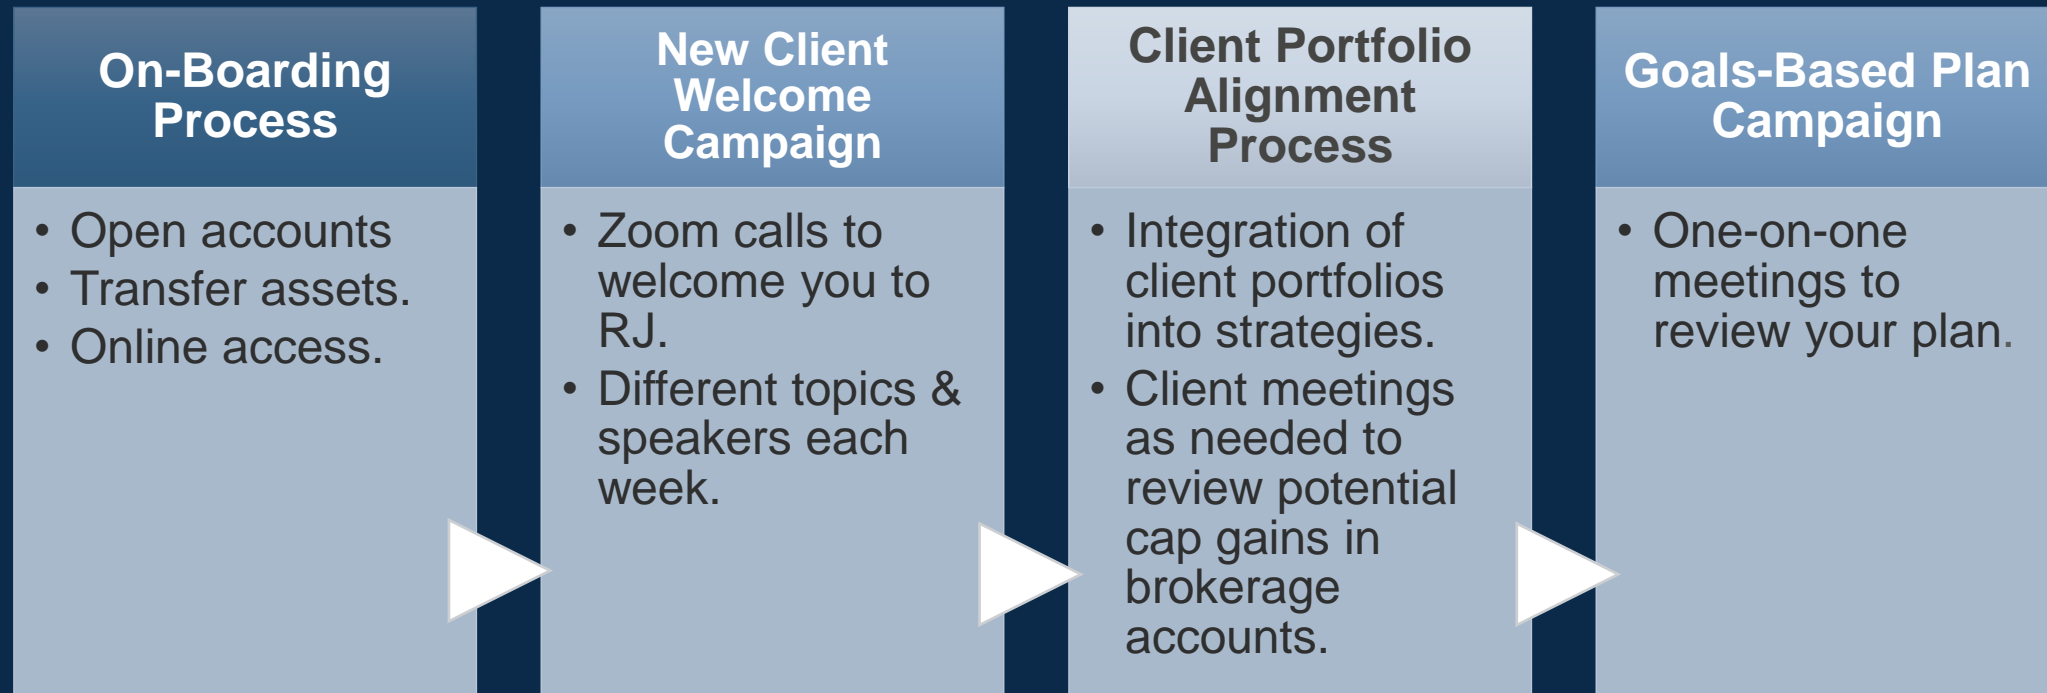 On-Boarding
Process
• Open accounts
• Transfer assets.
• Online access.
New Client
Welcome
Campaign
• Zoom calls to
welcome you to
RJ.
• Different topics &
speakers each
week.
Client Portfolio
Alignment
Process
• Integration of
client portfolios
into strategies.
• Client meetings
as needed to
review potential
cap gains in
brokerage
accounts.
Goals-Based Plan
Campaign
• One-on-one
meetings to
review your plan.